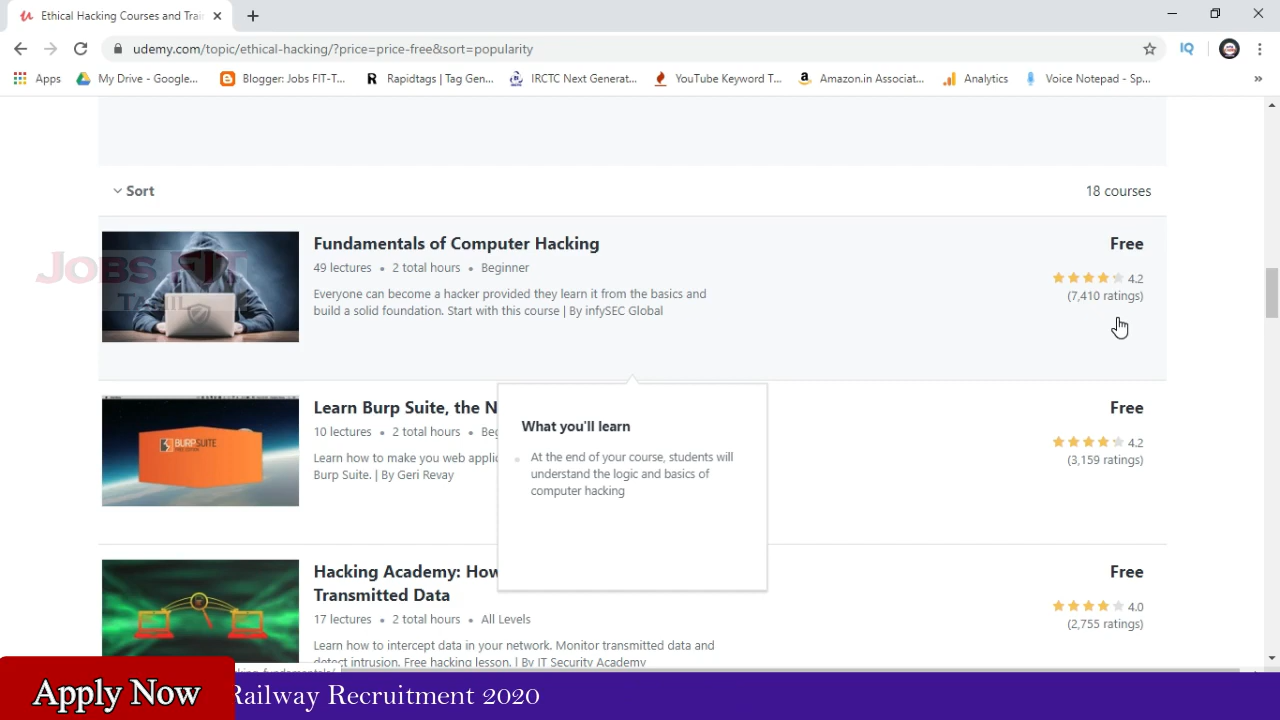 Ethical Hacking Courses and Trai
udemy.com/topic/ethical-hacking/?price=price-free&sort=popularity
IQ
Apps
My Drive - Google...
Blogger: Jobs FIT-T...
Rapidtags | Tag Gen...
IRCTC Next Generat...
YouTube Keyword T...
Amazon.in Associat...
Analytics
Voice Notepad - Sp...
Sort
18 courses
Fundamentals of Computer Hacking
Free
49 lectures • 2 total hours • Beginner
4.2
(7,410 ratings)
Everyone can become a hacker provided they learn it from the basics and
build a solid foundation. Start with this course | By infySEC Global
JOBS FIT
TAMIL
Learn Burp Suite, the N
Free
10 lectures • 2 total hours • Beg
4.2
(3,159 ratings)
Learn how to make you web applic
Burp Suite. | By Geri Revay
BURPSUITE
What you'll learn
At the end of your course, students will
understand the logic and basics of
computer hacking
Hacking Academy: How
Transmitted Data
Free
17 lectures • 2 total hours • All Levels
4.0
(2,755 ratings)
Learn how to intercept data in your network. Monitor transmitted data and
detect intrusion. Free hacking lesson. | By IT Security Academy
Apply Now
Railway Recruitment 2020